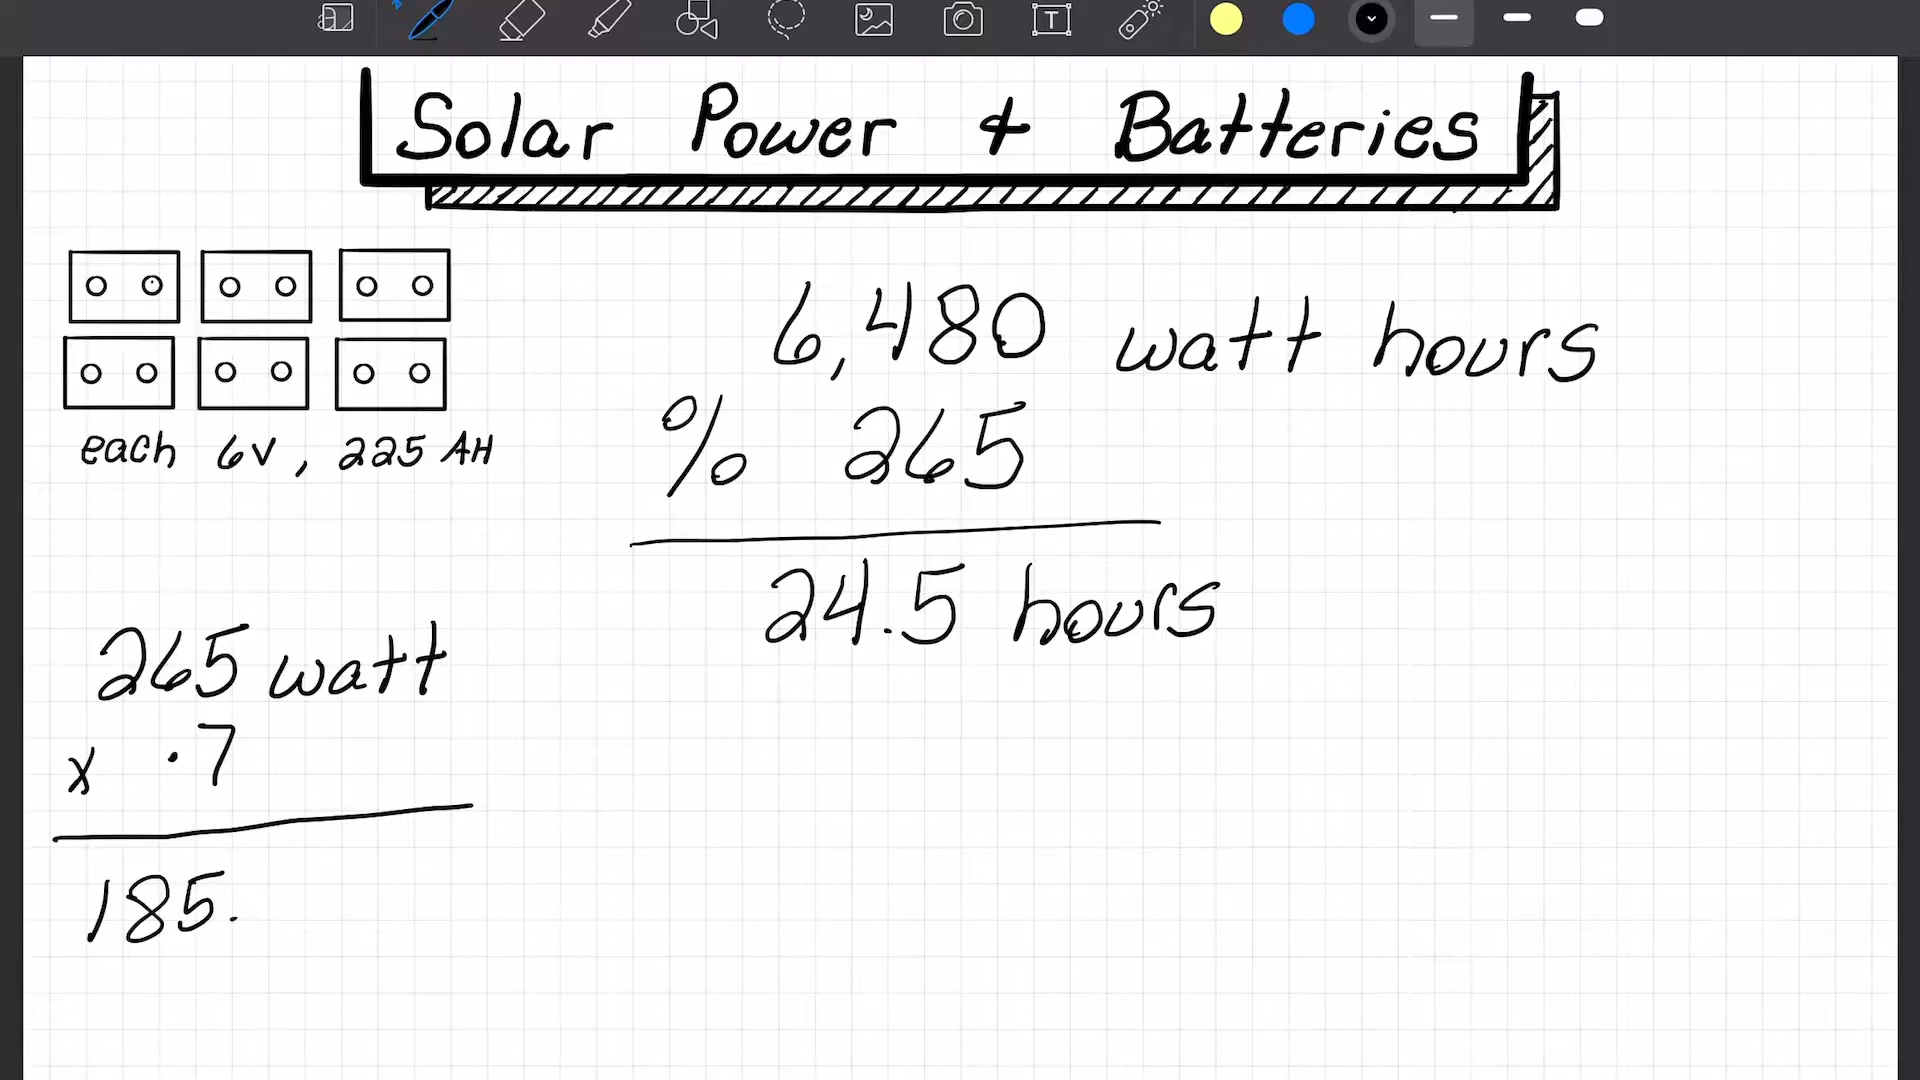 Solar Power & Batteries
each 6V, 225 AH
6,480 watt hours
% 265
24.5 hours
265 watt
x .7
185.